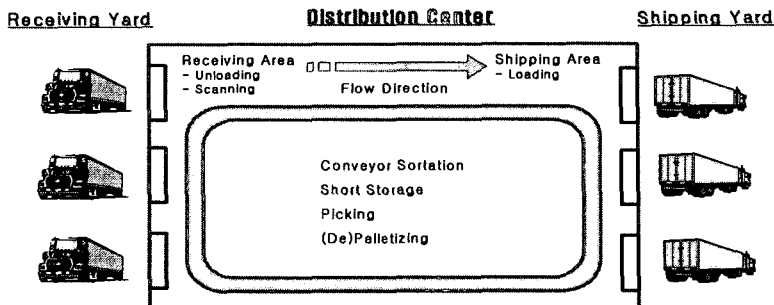 Receiving Yard
Distribution Center
Shipping Yard
Receiving Area
- Unloading
- Scanning
Flow Direction
Shipping Area
- Loading
Conveyor Sortation
Short Storage
Picking
(De)Palletizing